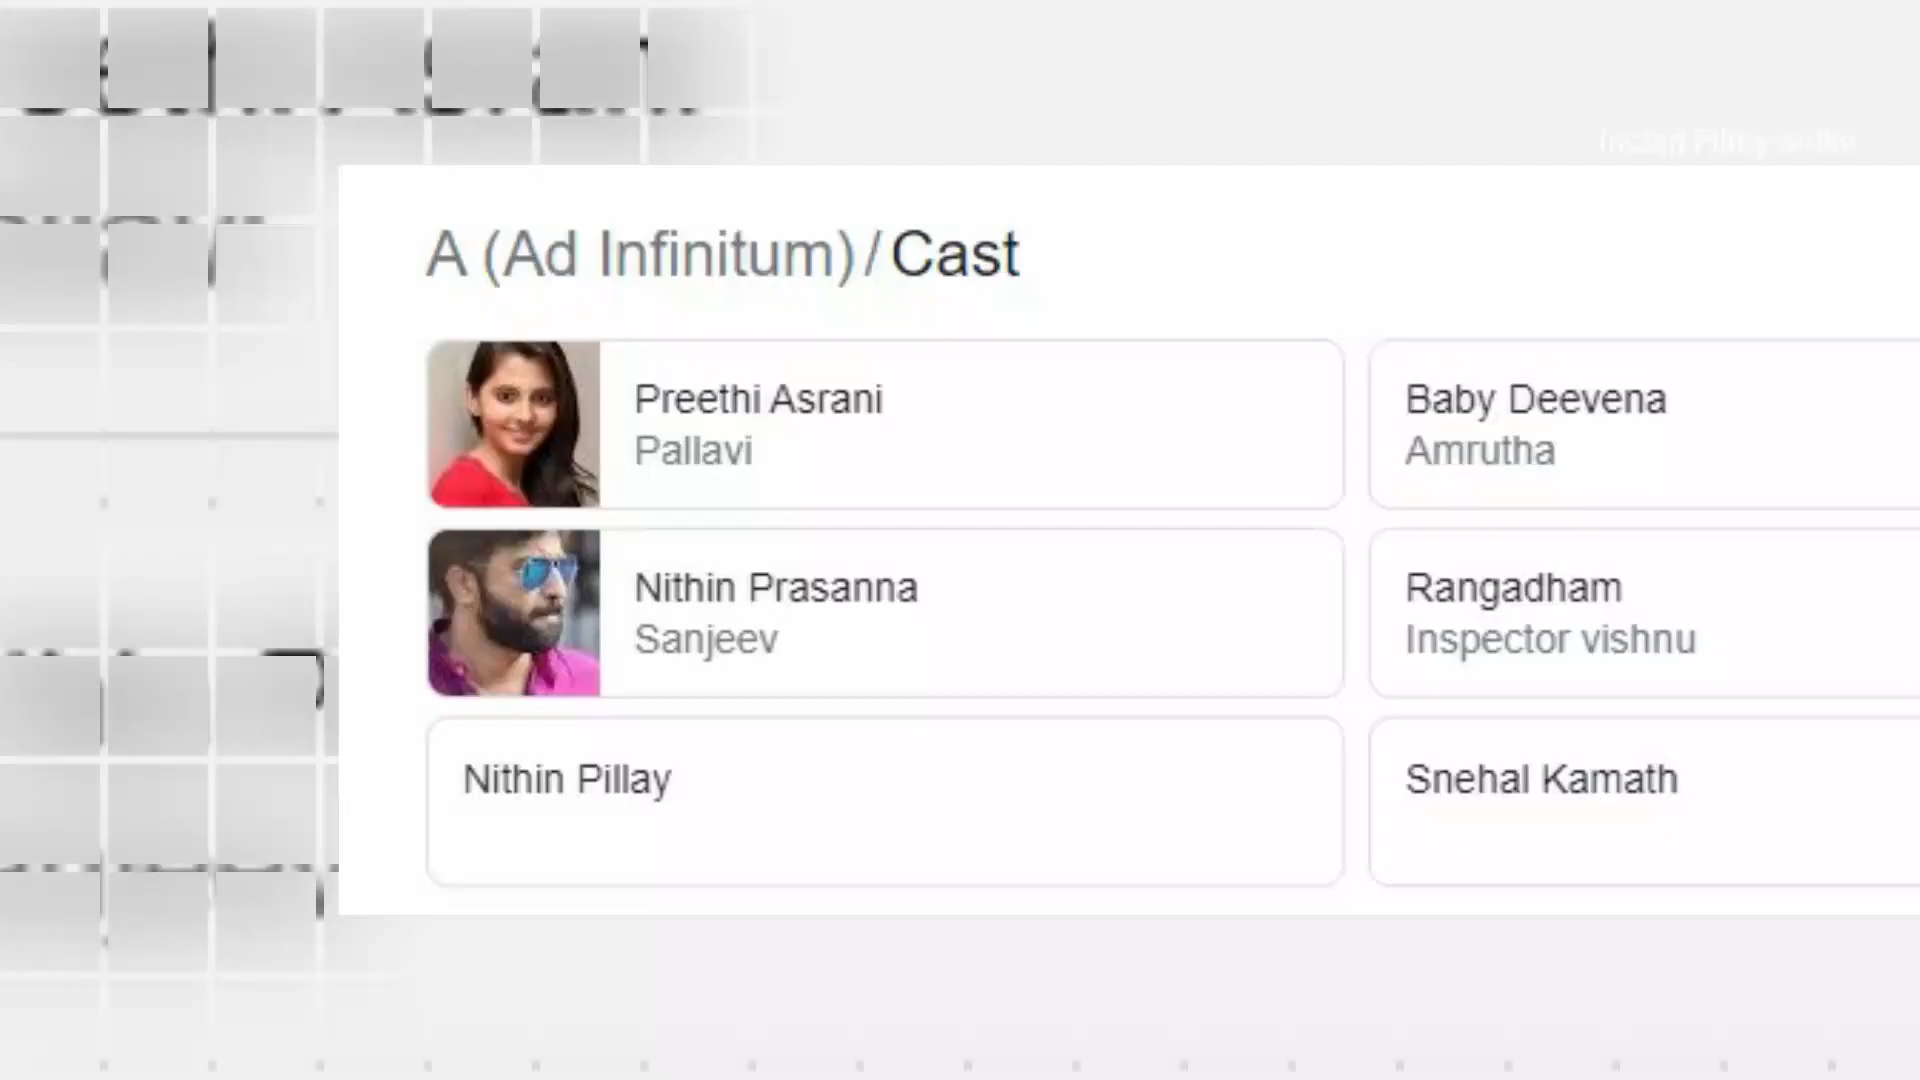 A (Ad Infinitum) / Cast
Preethi Asrani
Pallavi
Baby Deevena
Amrutha
Nithin Prasanna
Sanjeev
Rangadham
Inspector vishnu
Nithin Pillay
Snehal Kamath